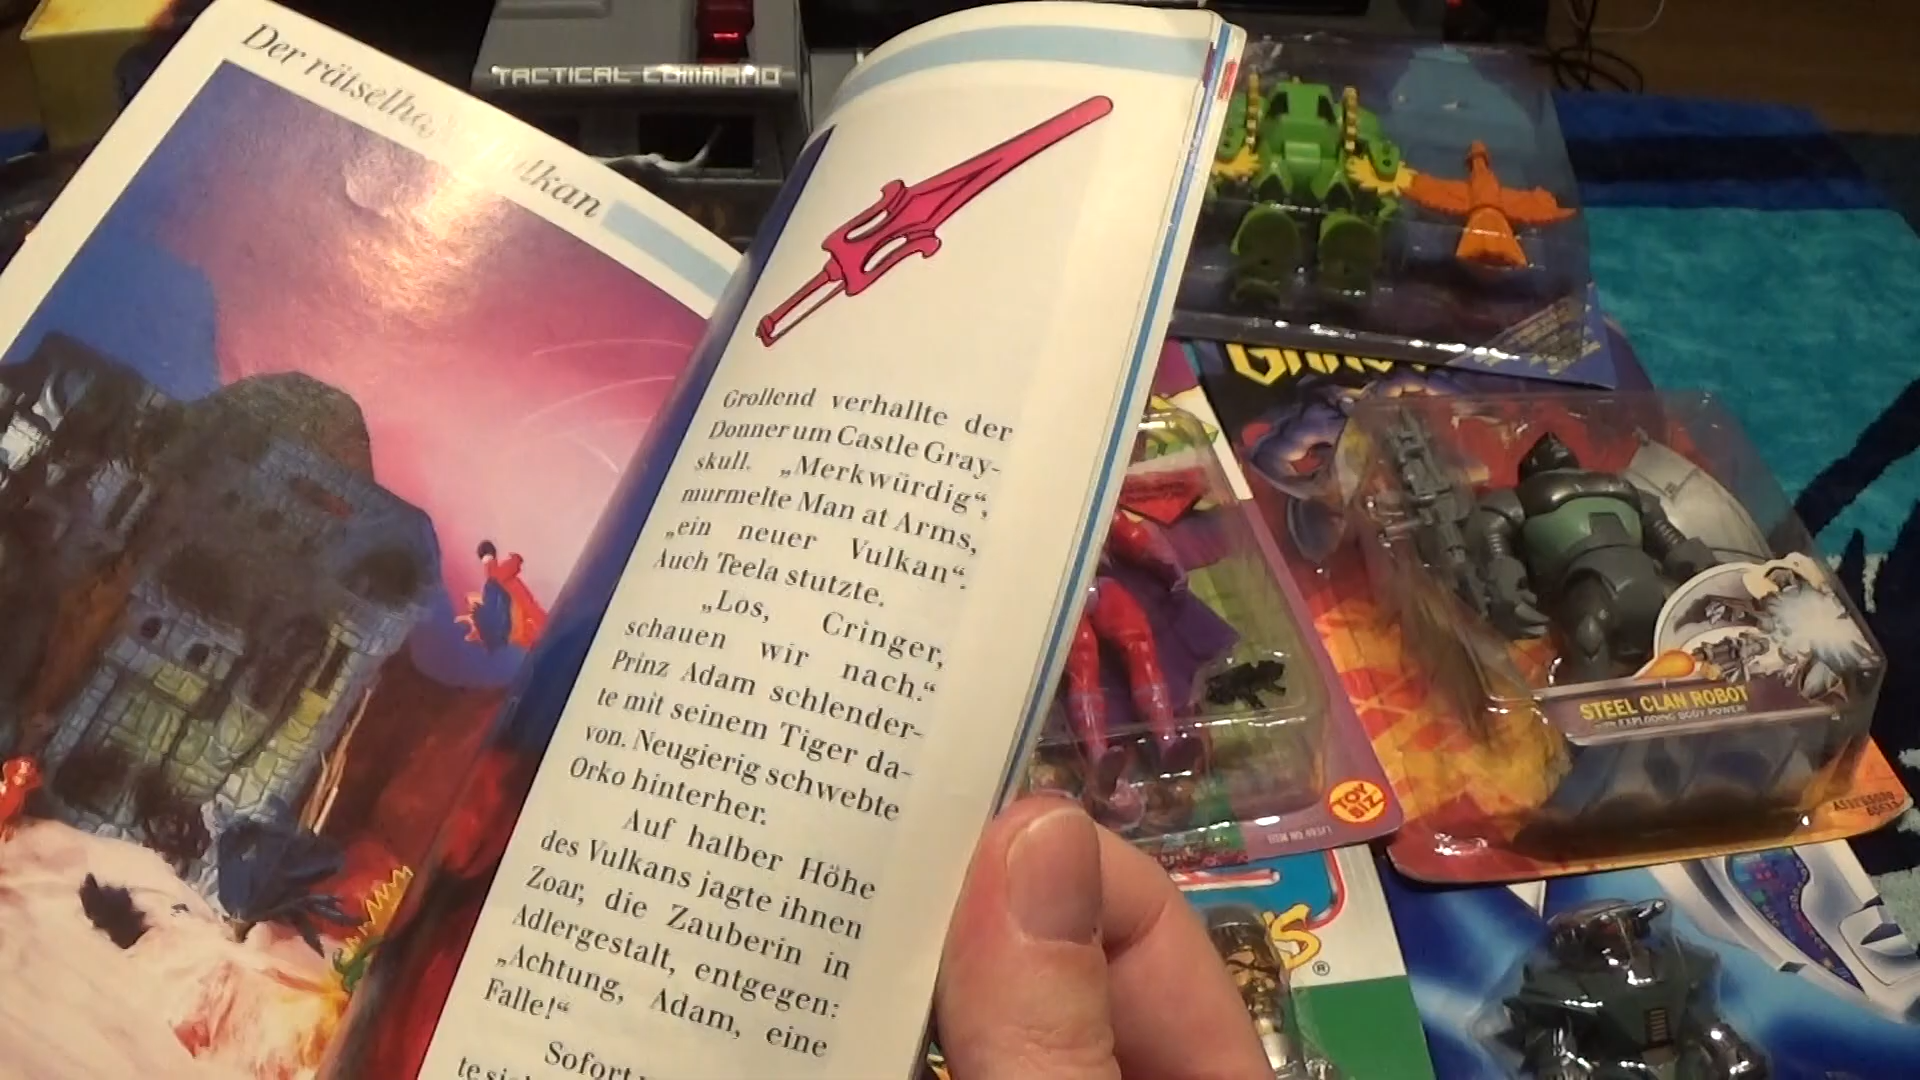 Der rätselha lkan
TACTICAL COMMAND
Grollend verhallte der
Donner um Castle Gray-
skull. „Merkwürdig“,
murmelte Man at Arms,
„ein neuer Vulkan“.
Auch Teela stutzte.
„Los, Cringer,
schauen wir nach.“
Prinz Adam schlender-
te mit seinem Tiger da-
von. Neugierig schwebte
Orko hinterher.
Auf halber Höhe
des Vulkans jagte ihnen
Zoar, die Zauberin in
Adlergestalt, entgegen:
„Achtung, Adam, eine
Falle!“
Sofort
te
STEEL CLAN ROBOT
EXPLODING BODY POWER!
TOY
BIZ